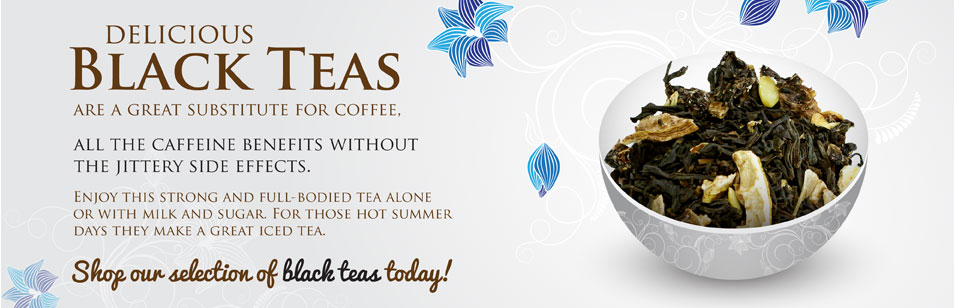 DELICIOUS
BLACK TEAS
ARE A GREAT SUBSTITUTE FOR COFFEE,
ALL THE CAFFEINE BENEFITS WITHOUT
THE JITTERY SIDE EFFECTS.
ENJOY THIS STRONG AND FULL-BODIED TEA ALONE
OR WITH MILK AND SUGAR. FOR THOSE HOT SUMMER
DAYS THEY MAKE A GREAT ICED TEA.
Shop our selection of black teas today!